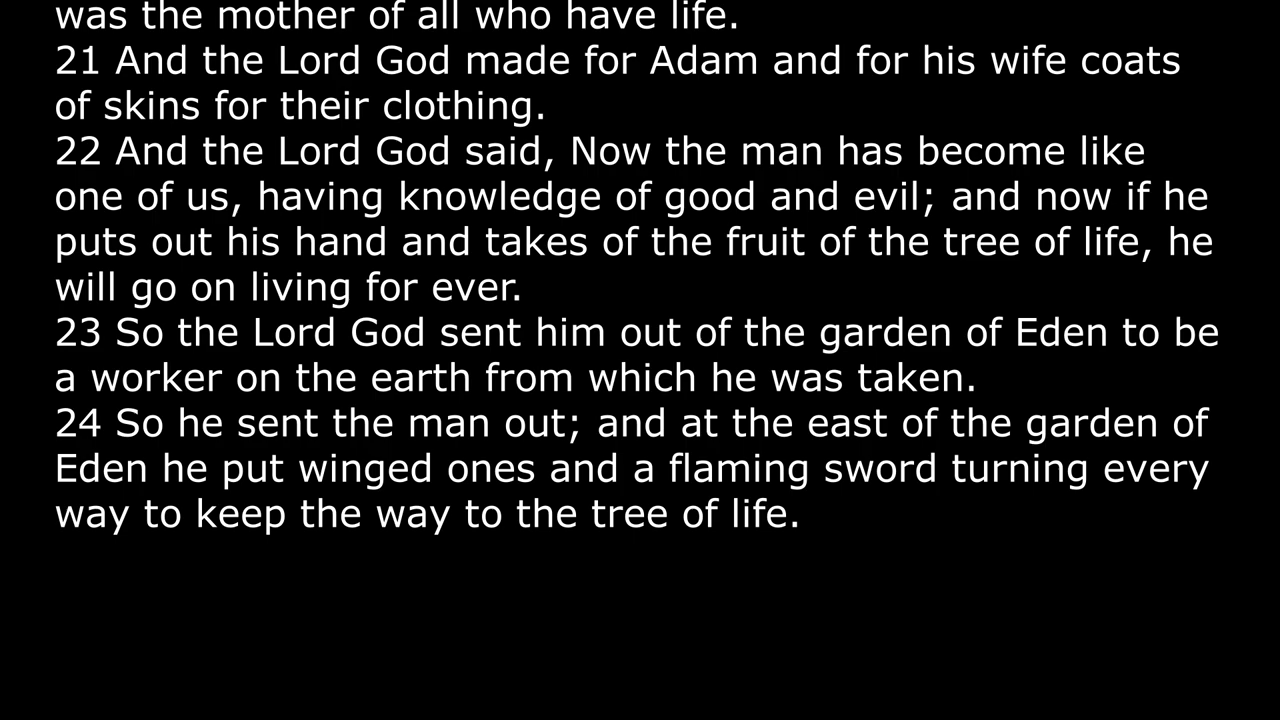 was the mother of all who have life.
21 And the Lord God made for Adam and for his wife coats
of skins for their clothing.
22 And the Lord God said, Now the man has become like
one of us, having knowledge of good and evil; and now if he
puts out his hand and takes of the fruit of the tree of life, he
will go on living for ever.
23 So the Lord God sent him out of the garden of Eden to be
a worker on the earth from which he was taken.
24 So he sent the man out; and at the east of the garden of
Eden he put winged ones and a flaming sword turning every
way to keep the way to the tree of life.